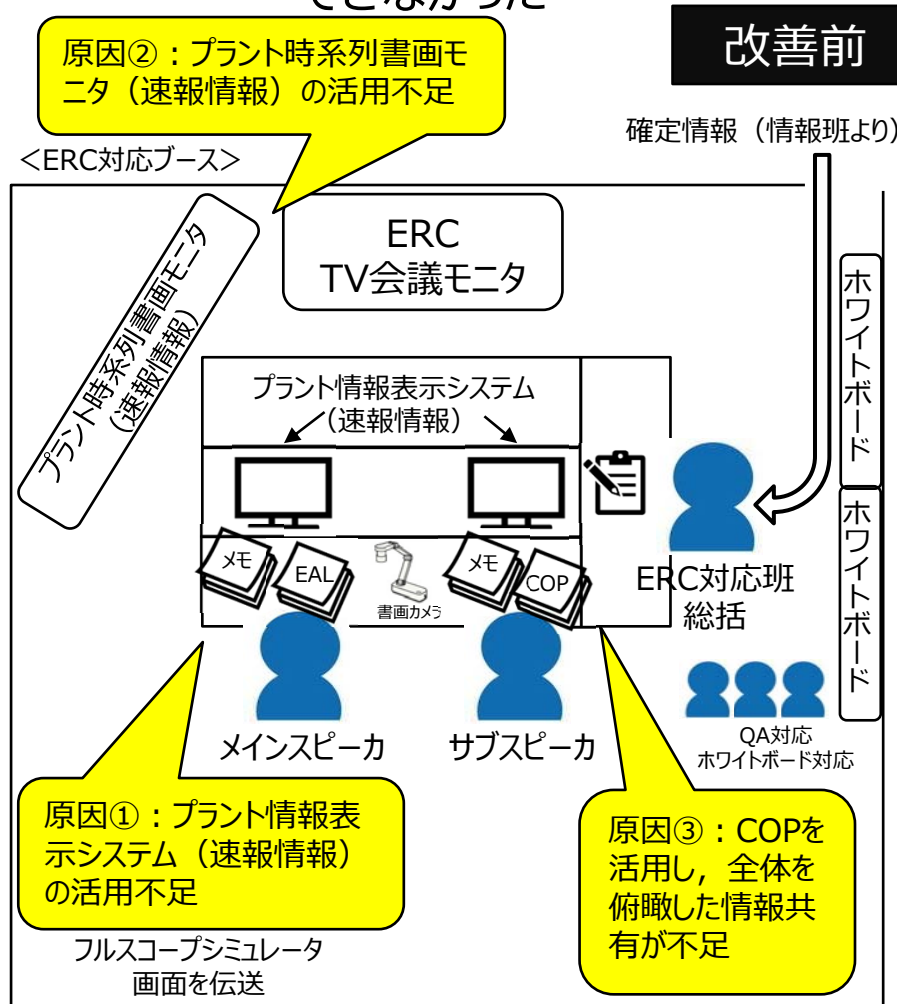 できなかった
改善前
原因②：プラント時系列書画モ
ニタ（速報情報）の活用不足
確定情報（情報班より）
＜ERC対応ブース＞
プラント時系列書画モニタ
（速報情報）
ERC
TV会議モニタ
ホワイトボード
ホワイトボード
プラント情報表示システム
（速報情報）
メモ
EAL
書画カメラ
メモ
COP
ERC対応班
総括
メインスピーカ
サブスピーカ
QA対応
ホワイトボード対応
原因①：プラント情報表
示システム（速報情報）
の活用不足
原因③：COPを
活用し，全体を
俯瞰した情報共
有が不足
フルスコープシミュレータ
画面を伝送